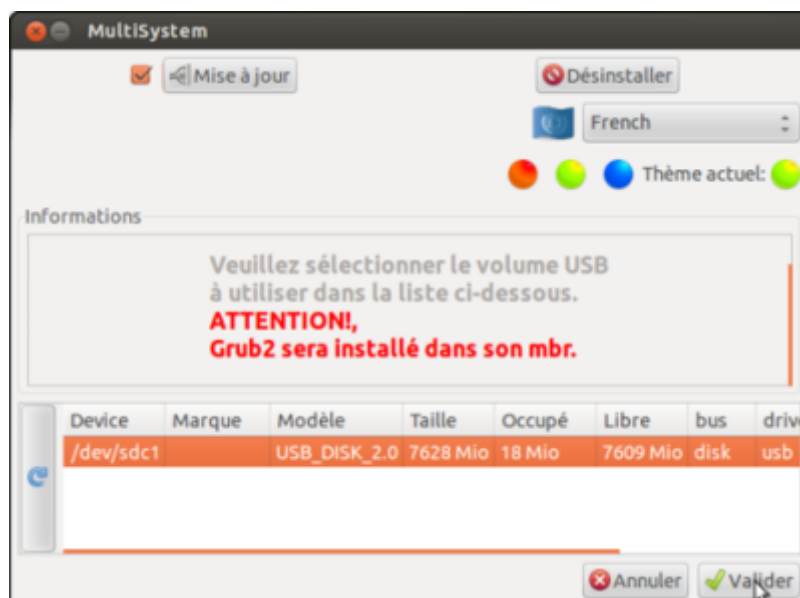 MultiSystem
Mise à jour
Désinstaller
French
Thème actuel:
Informations
Veuillez sélectionner le volume USB
à utiliser dans la liste ci-dessous.
ATTENTION!,
Grub2 sera installé dans son mbr.
Device Marque Modèle Taille Occupé Libre bus drive
/dev/sdc1 USB_DISK_2.0 7628 Mio 18 Mio 7609 Mio disk usb
Annuler Valider